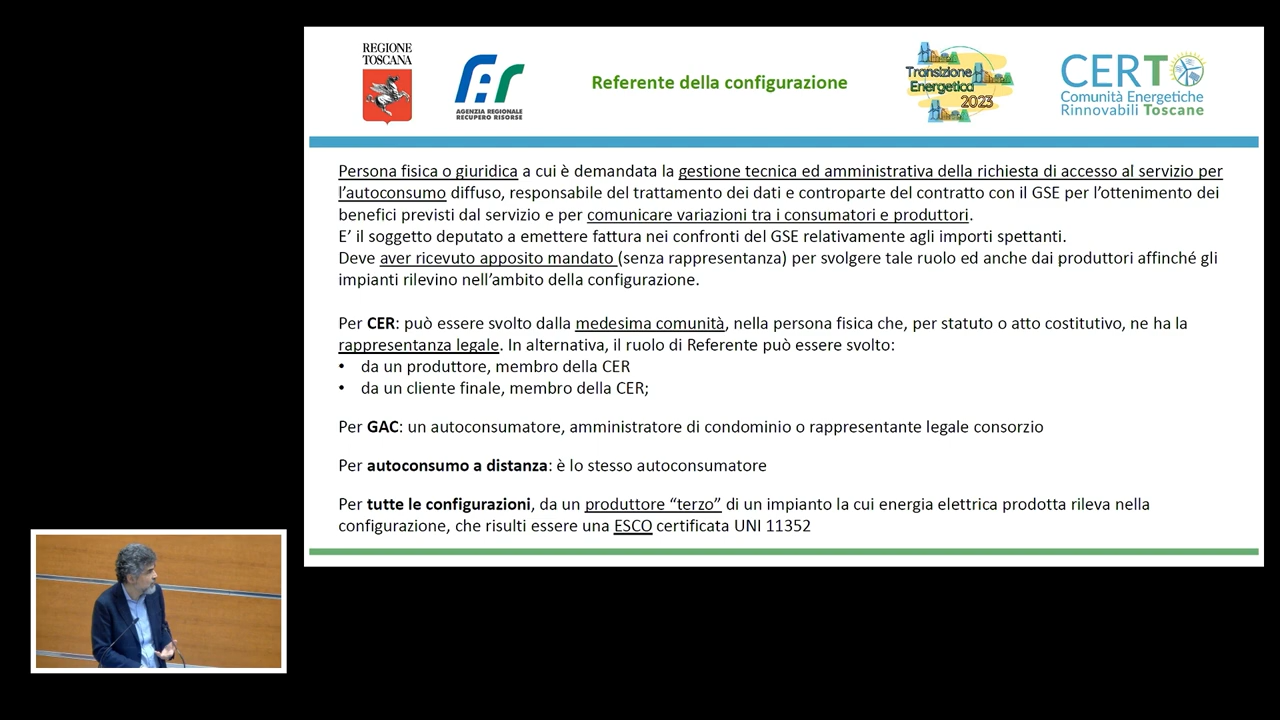 REGIONE
TOSCANA
AGENZIA REGIONALE
RECUPERO RISORSE
Referente della configurazione
Transizione
Energetica
2023
CERT
Comunità Energetiche
Rinnovabili Toscane
Persona fisica o giuridica a cui è demandata la gestione tecnica ed amministrativa della richiesta di accesso al servizio per
l’autoconsumo diffuso, responsabile del trattamento dei dati e controparte del contratto con il GSE per l’ottenimento dei
benefici previsti dal servizio e per comunicare variazioni tra i consumatori e produttori.
E’ il soggetto deputato a emettere fattura nei confronti del GSE relativamente agli importi spettanti.
Deve aver ricevuto apposito mandato (senza rappresentanza) per svolgere tale ruolo ed anche dai produttori affinché gli
impianti rilevino nell’ambito della configurazione.
Per CER: può essere svolto dalla medesima comunità, nella persona fisica che, per statuto o atto costitutivo, ne ha la
rappresentanza legale. In alternativa, il ruolo di Referente può essere svolto:
• da un produttore, membro della CER
• da un cliente finale, membro della CER;
Per GAC: un autoconsumatore, amministratore di condominio o rappresentante legale consorzio
Per autoconsumo a distanza: è lo stesso autoconsumatore
Per tutte le configurazioni, da un produttore “terzo” di un impianto la cui energia elettrica prodotta rileva nella
configurazione, che risulti essere una ESCO certificata UNI 11352